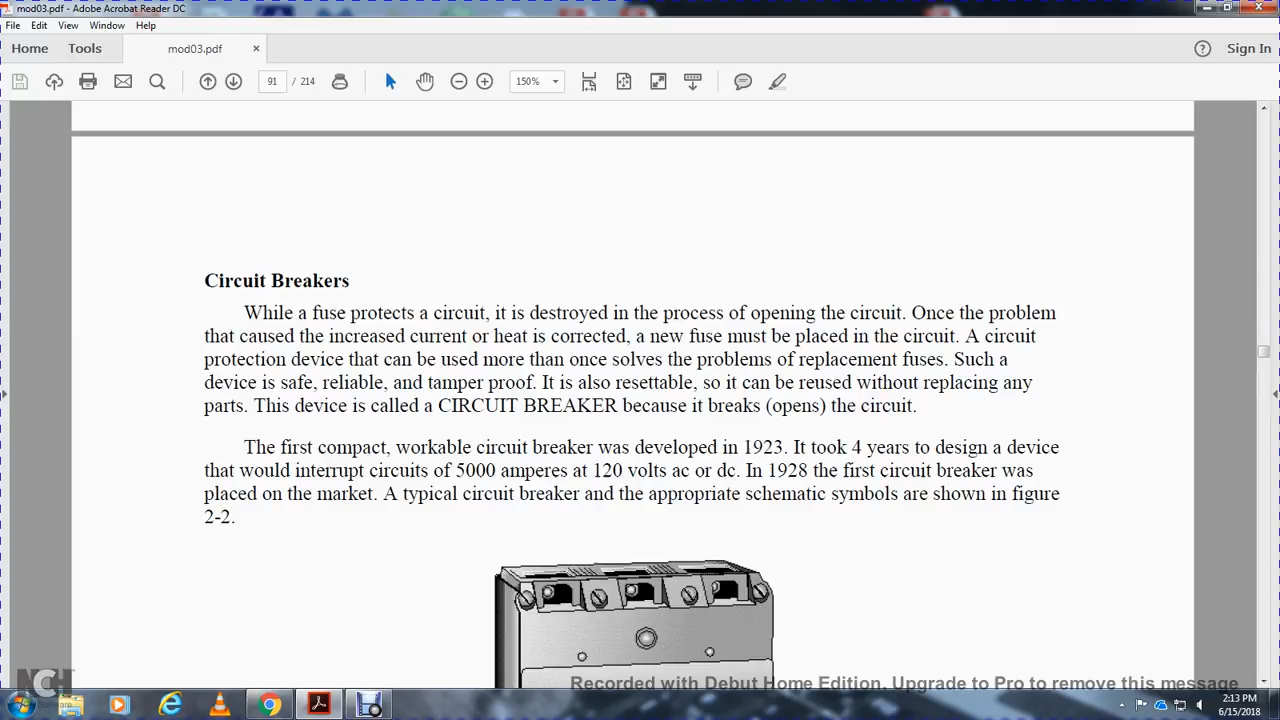 mod03.pdf - Adobe Acrobat Reader DC
File Edit View Window Help
Home Tools mod03.pdf × ? Sign In
91 / 214 150%
Circuit Breakers
While a fuse protects a circuit, it is destroyed in the process of opening the circuit. Once the problem
that caused the increased current or heat is corrected, a new fuse must be placed in the circuit. A circuit
protection device that can be used more than once solves the problems of replacement fuses. Such a
device is safe, reliable, and tamper proof. It is also resettable, so it can be reused without replacing any
parts. This device is called a CIRCUIT BREAKER because it breaks (opens) the circuit.
The first compact, workable circuit breaker was developed in 1923. It took 4 years to design a device
that would interrupt circuits of 5000 amperes at 120 volts ac or dc. In 1928 the first circuit breaker was
placed on the market. A typical circuit breaker and the appropriate schematic symbols are shown in figure
2-2.
Recorded with Debut Home Edition. Upgrade to Pro to remove this message
NCH
Software
2:13 PM
6/15/2018